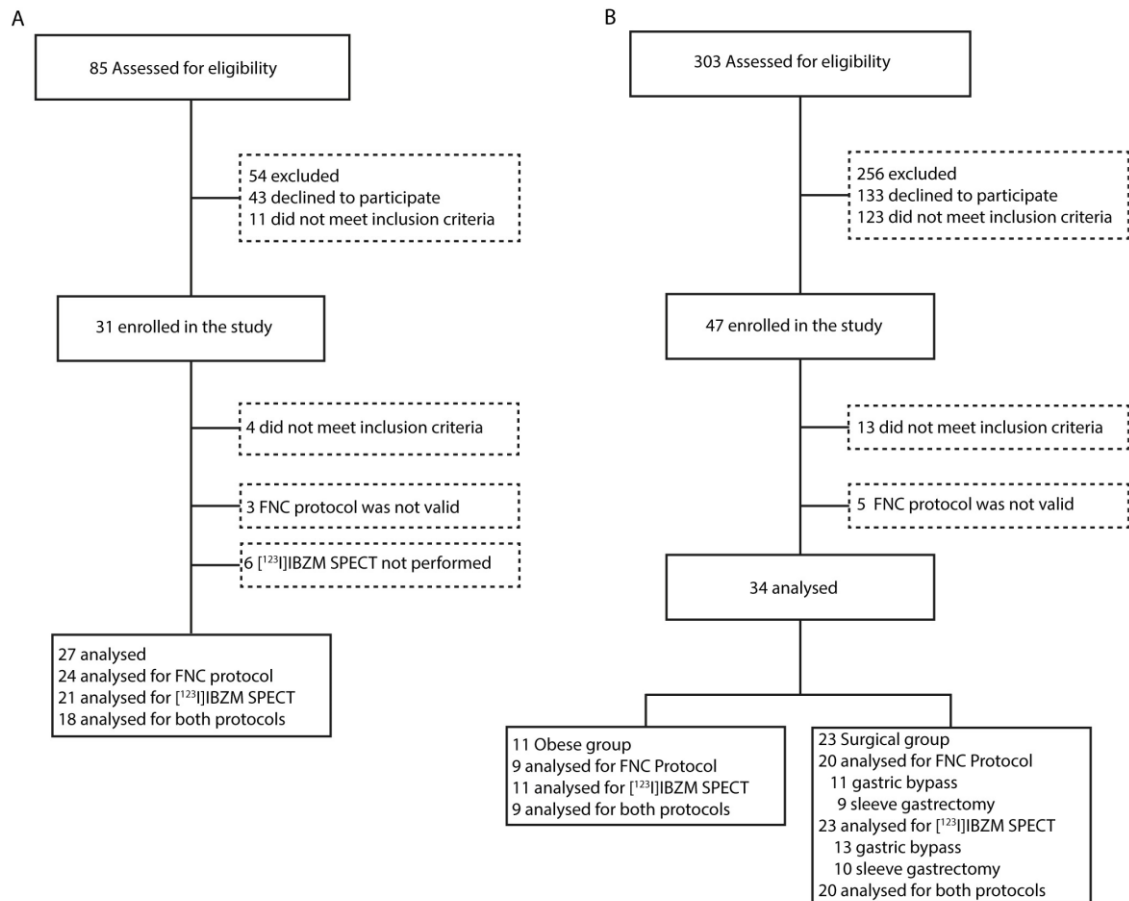 A
85 Assessed for eligibility
54 excluded
43 declined to participate
11 did not meet inclusion criteria
31 enrolled in the study
4 did not meet inclusion criteria
3 FNC protocol was not valid
6 [¹²³I]IBZM SPECT not performed
27 analysed
24 analysed for FNC protocol
21 analysed for [¹²³I]IBZM SPECT
18 analysed for both protocols
B
303 Assessed for eligibility
256 excluded
133 declined to participate
123 did not meet inclusion criteria
47 enrolled in the study
13 did not meet inclusion criteria
5 FNC protocol was not valid
34 analysed
11 Obese group
9 analysed for FNC Protocol
11 analysed for [¹²³I]IBZM SPECT
9 analysed for both protocols
23 Surgical group
20 analysed for FNC Protocol
11 gastric bypass
9 sleeve gastrectomy
23 analysed for [¹²³I]IBZM SPECT
13 gastric bypass
10 sleeve gastrectomy
20 analysed for both protocols